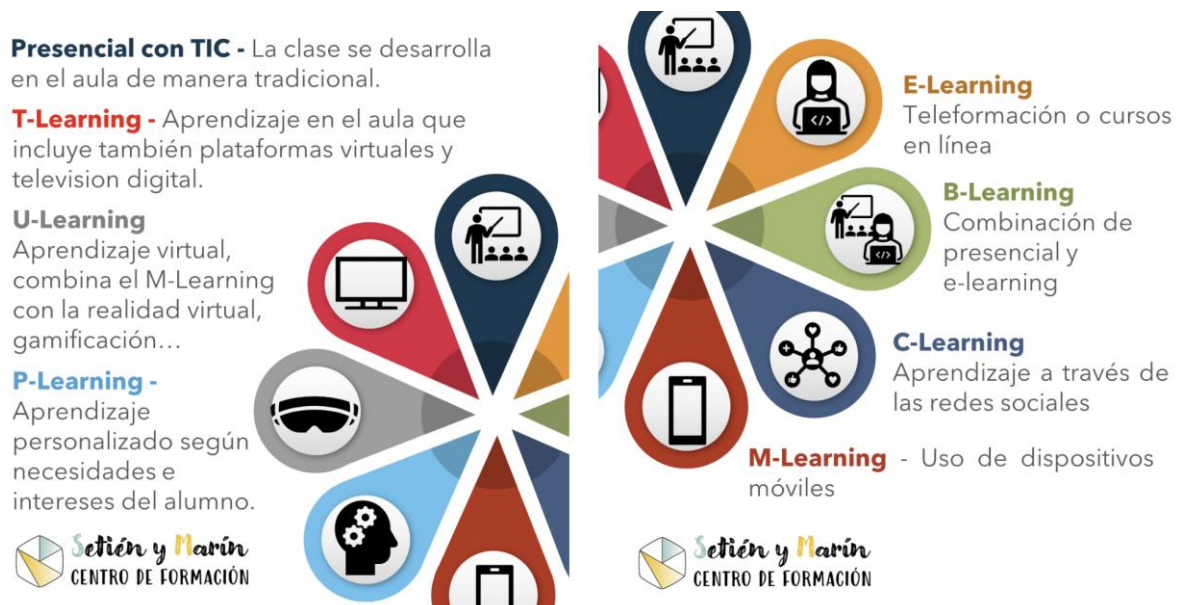 Presencial con TIC - La clase se desarrolla
en el aula de manera tradicional.
T-Learning - Aprendizaje en el aula que
incluye también plataformas virtuales y
television digital.
U-Learning
Aprendizaje virtual,
combina el M-Learning
con la realidad virtual,
gamificación...
P-Learning -
Aprendizaje
personalizado según
necesidades e
intereses del alumno.
Setién y Marín
CENTRO DE FORMACIÓN
E-Learning
Teleformación o cursos
en línea
B-Learning
Combinación de
presencial y
e-learning
C-Learning
Aprendizaje a través de
las redes sociales
M-Learning - Uso de dispositivos
móviles
Setién y Marín
CENTRO DE FORMACIÓN